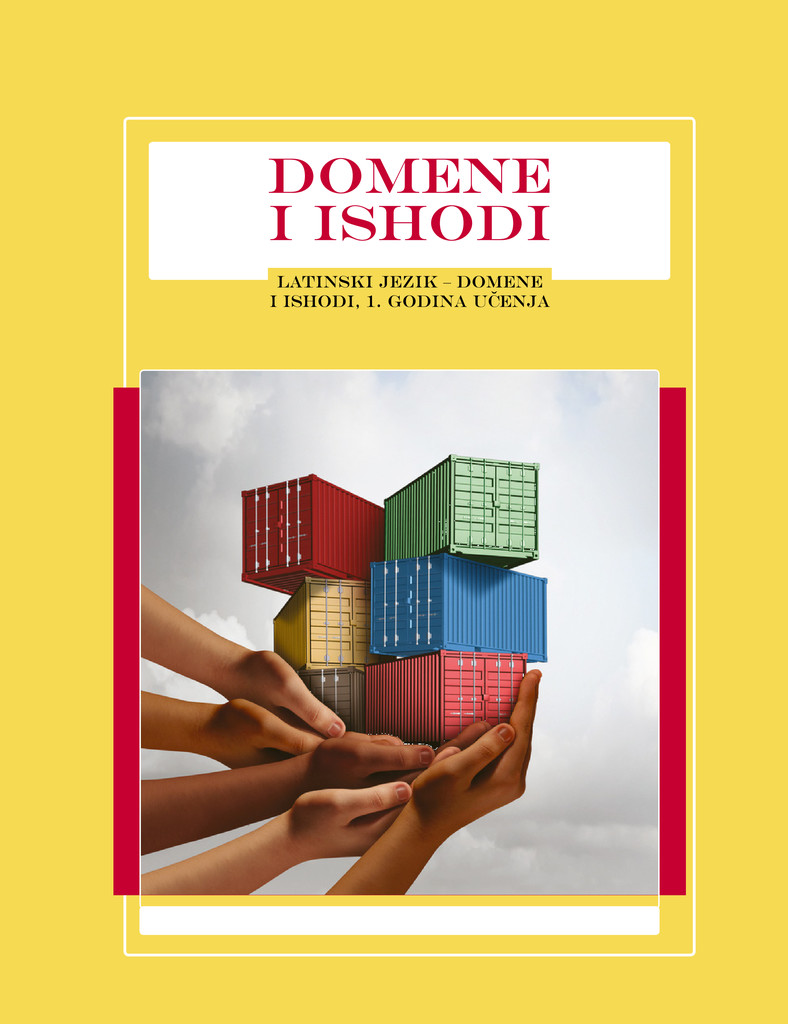 DOMENE
I ISHODI
LATINSKI JEZIK – DOMENE
I ISHODI, 1. GODINA UČENJA